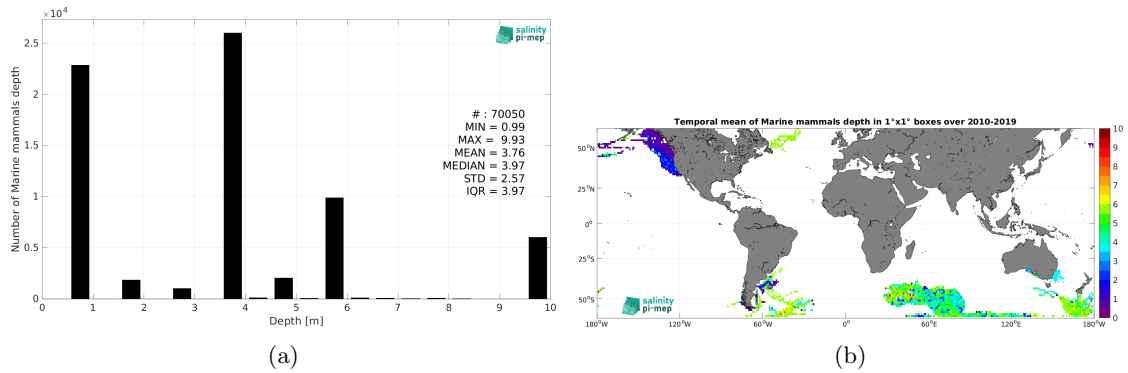 ×10⁴
2.5
2
1.5
1
0.5
0
Number of Marine mammals depth
0 1 2 3 4 5 6 7 8 9 10
Depth [m]
salinity
pi-mep
# : 70050
MIN = 0.99
MAX = 9.93
MEAN = 3.76
MEDIAN = 3.97
STD = 2.57
IQR = 3.97
(a)
Temporal mean of Marine mammals depth in 1°x1° boxes over 2010-2019
50°N
25°N
0°
25°S
50°S
180°W 120°W 60°W 0° 60°E 120°E 180°W
salinity
pi-mep
10
9
8
7
6
5
4
3
2
1
0
(b)